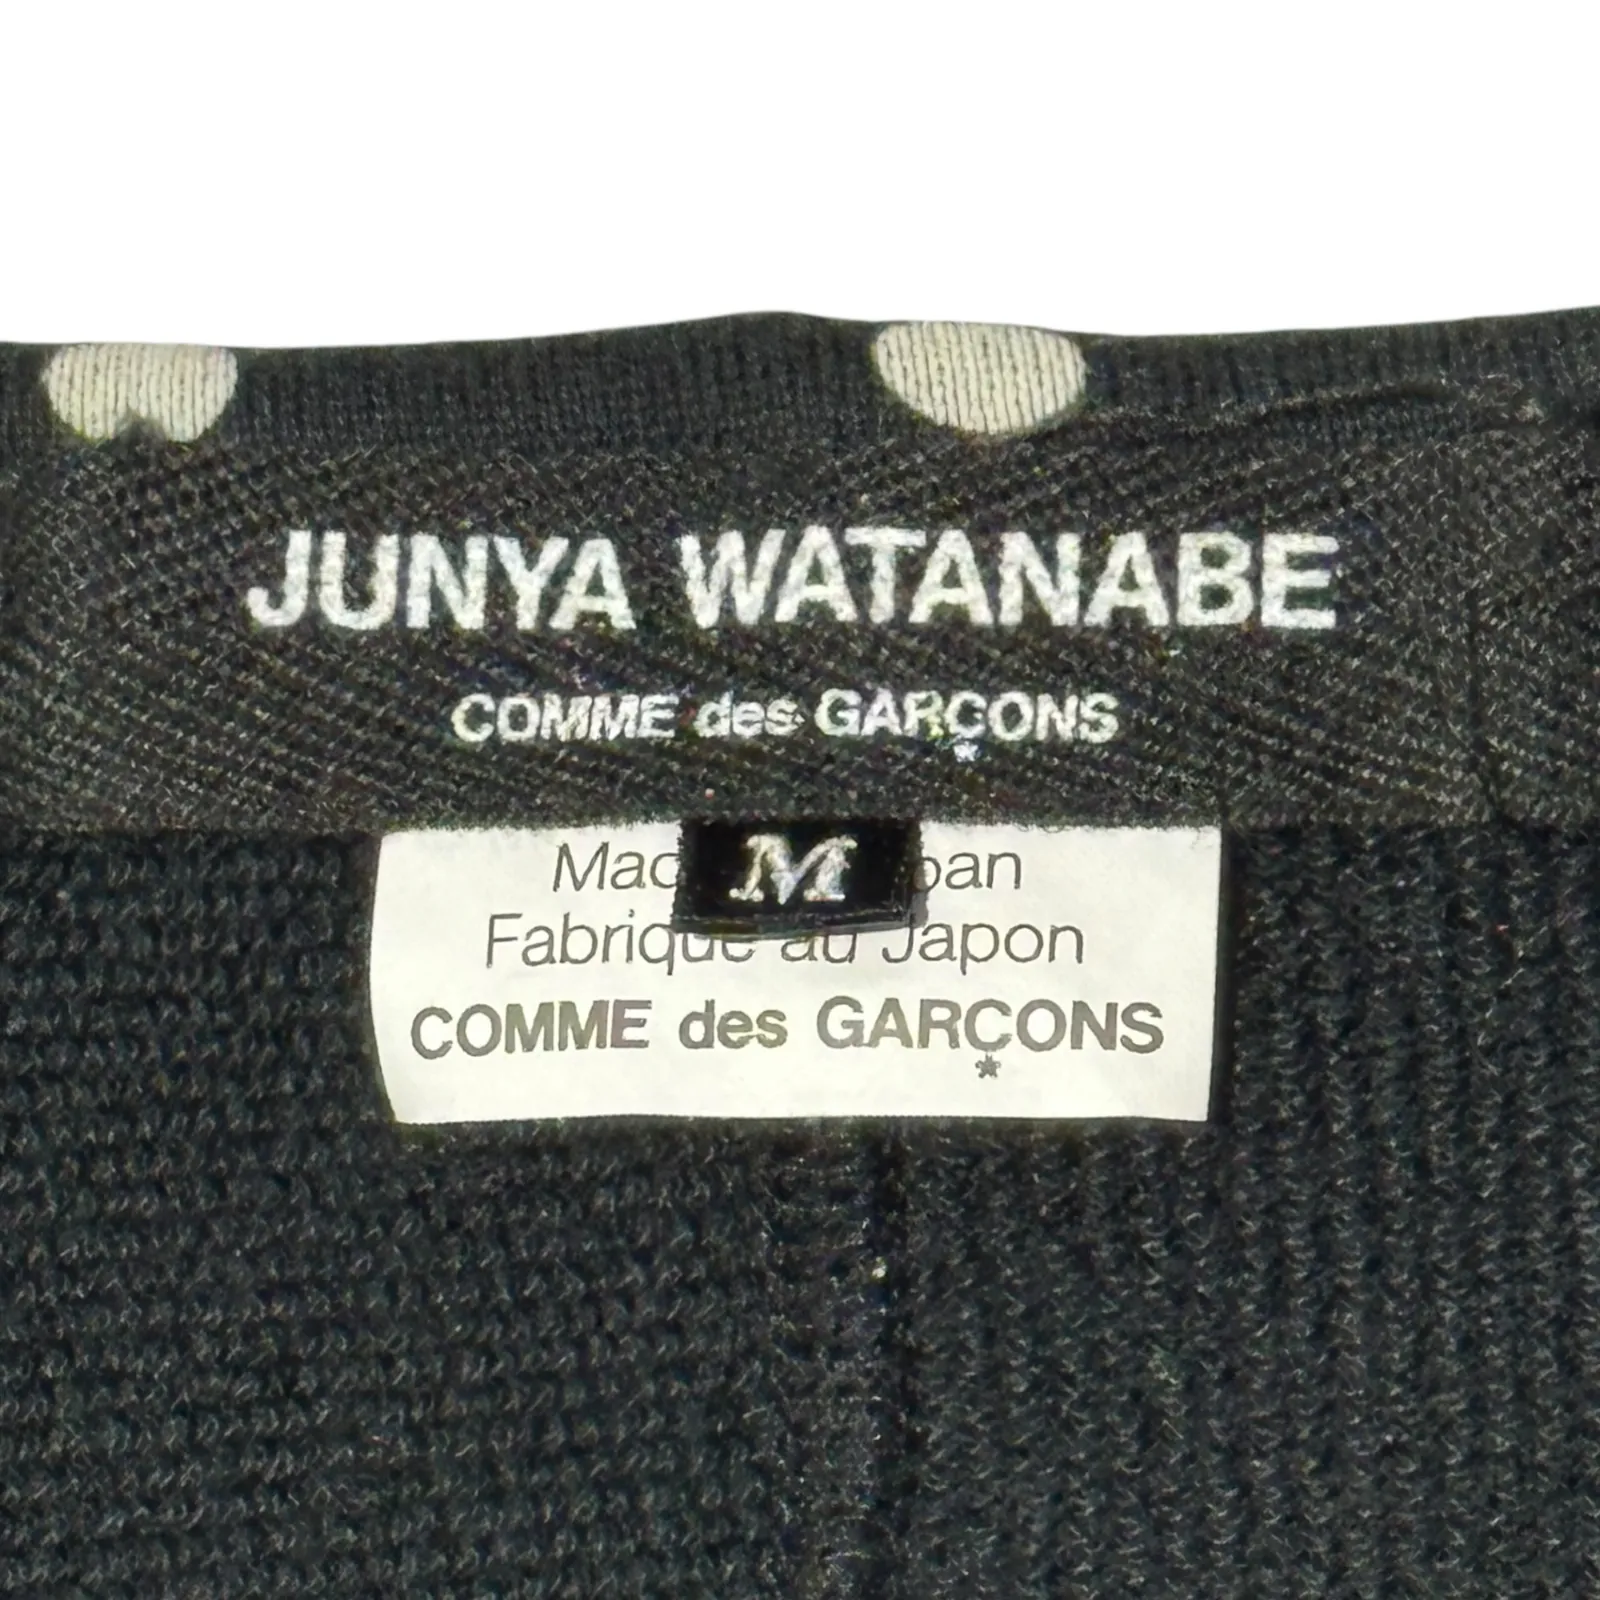 JUNYA WATANABE
COMME des GARÇONS
M
Fabrique au Japon
COMME des GARÇONS